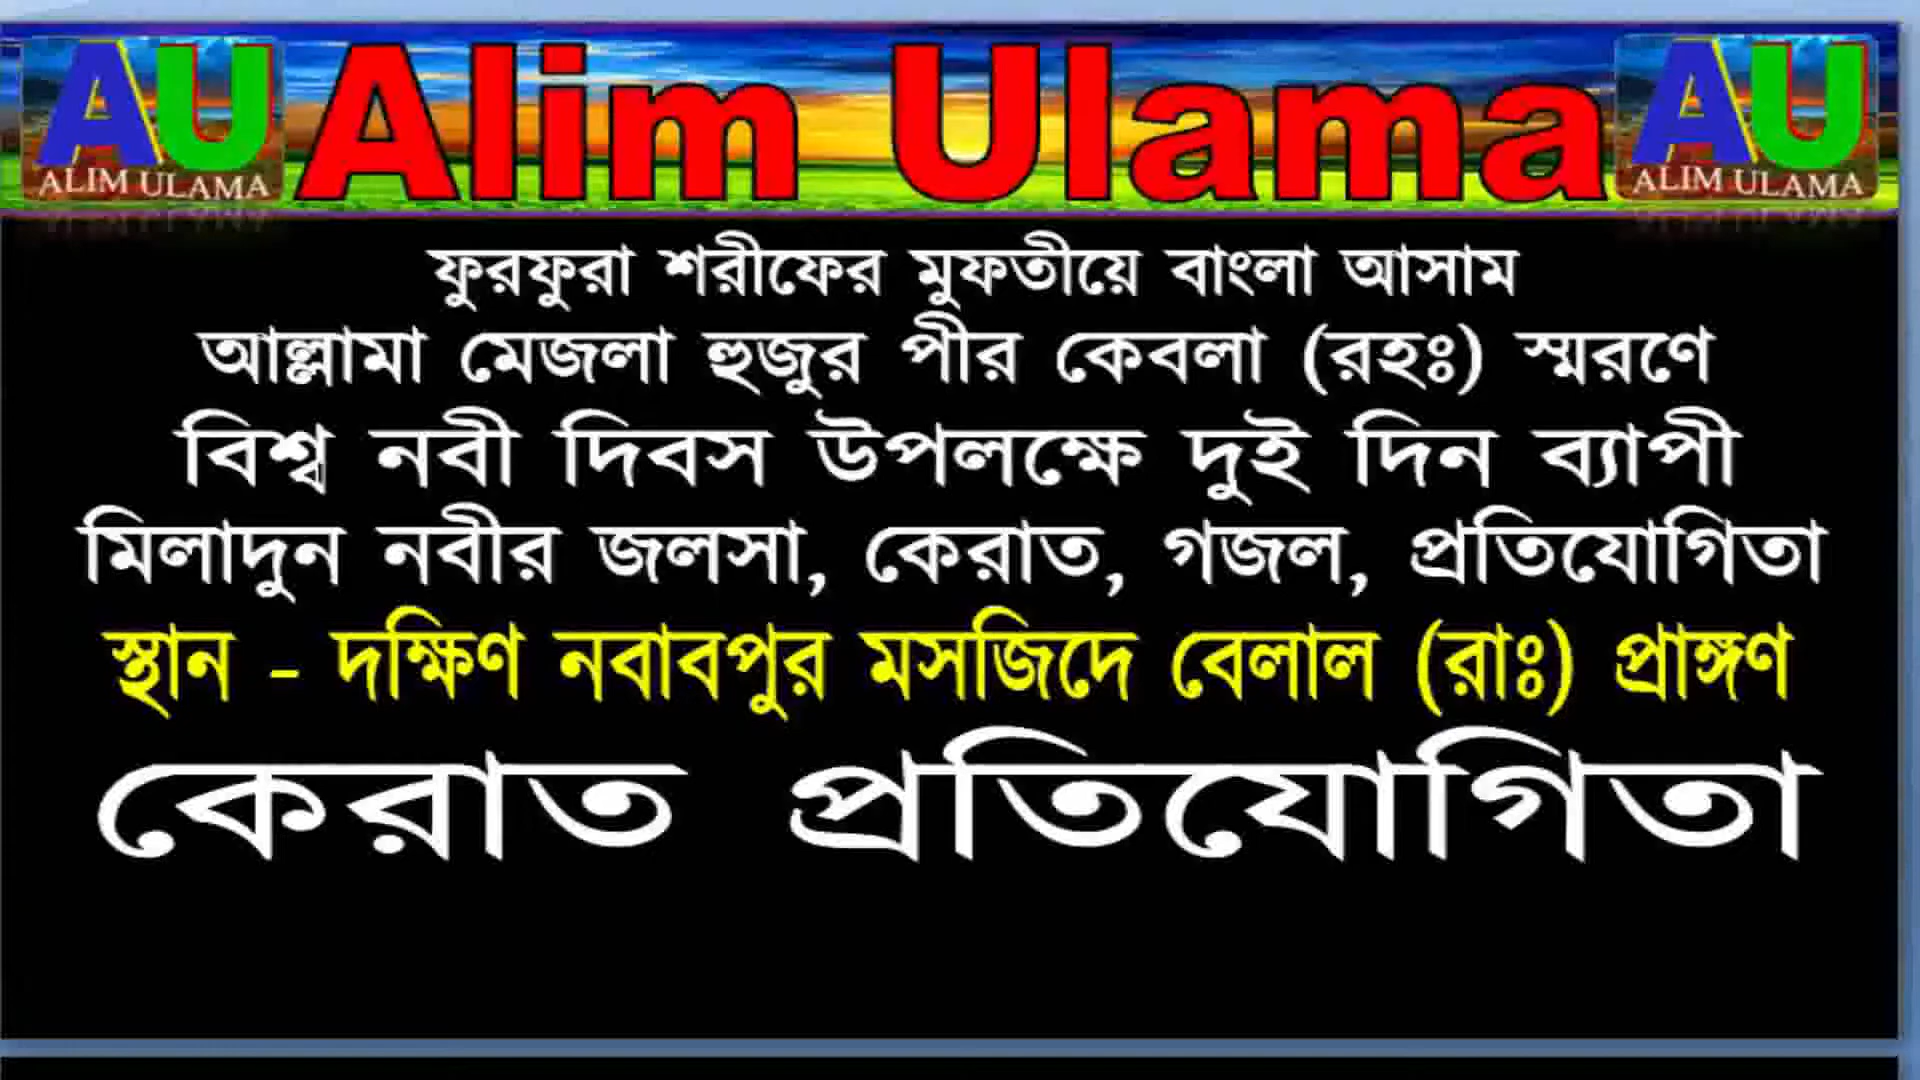 AU Alim Ulama AU
ALIM ULAMA ALIM ULAMA
ফুরফুরা শরীফের মুফতীয়ে বাংলা আসাম
আল্লামা মেজলা হুজুর পীর কেবলা (রহঃ) স্মরণে
বিশ্ব নবী দিবস উপলক্ষে দুই দিন ব্যাপী
মিলাদুন নবীর জলসা, কেরাত, গজল, প্রতিযোগিতা
স্থান - দক্ষিণ নবাবপুর মসজিদে বেলাল (রাঃ) প্রাঙ্গণ
কেরাত প্রতিযোগিতা